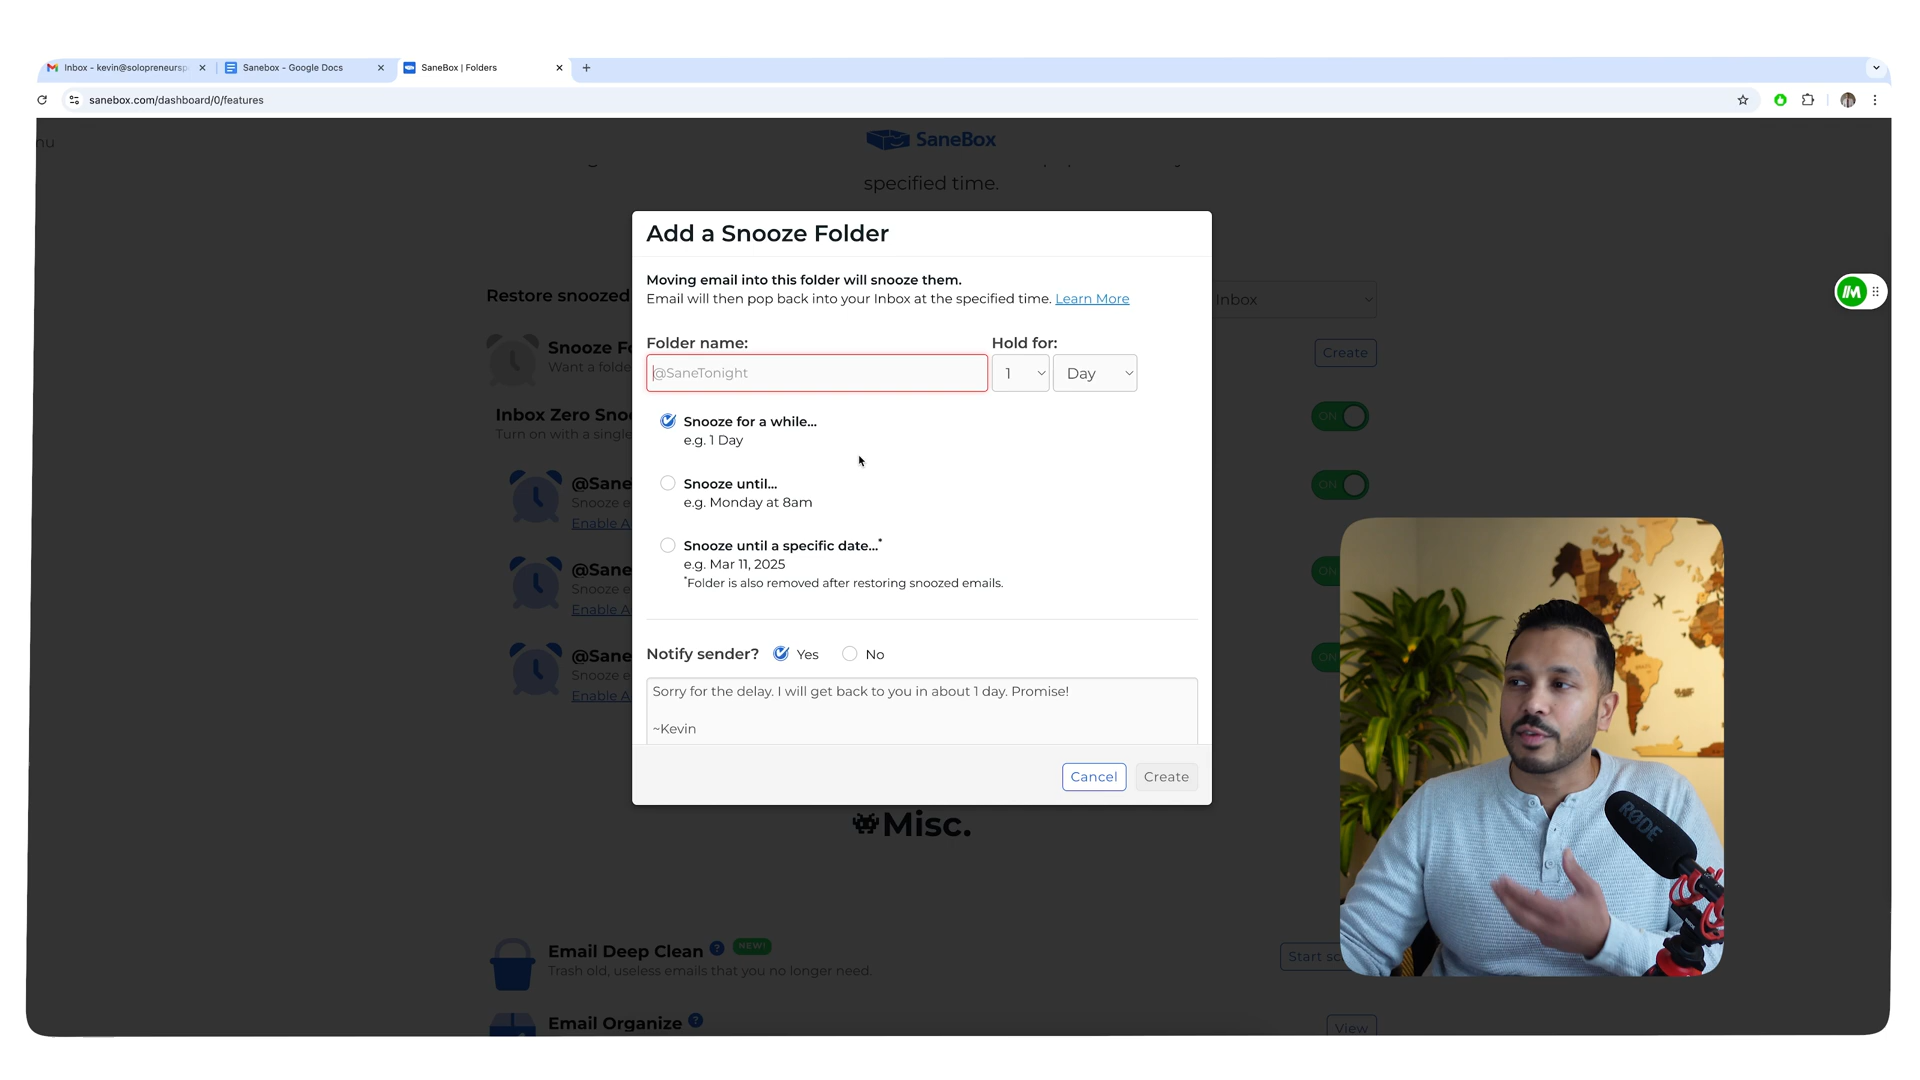 Inbox - kevin@solopreneursp
Sanebox - Google Docs
SaneBox | Folders
sanebox.com/dashboard/0/features
nu
SaneBox
specified time.
Add a Snooze Folder
Moving email into this folder will snooze them.
Email will then pop back into your Inbox at the specified time. Learn More
Restore snoozed
Inbox
Folder name:
Hold for:
Snooze Fo
Want a folde
Create
@SaneTonight
1
Day
Inbox Zero Snoo
Turn on with a single
ON
Snooze for a while...
e.g. 1 Day
@Sane
Snooze e
Enable A
ON
Snooze until...
e.g. Monday at 8am
@Sane
Snooze e
Enable A
ON
Snooze until a specific date...*
e.g. Mar 11, 2025
*Folder is also removed after restoring snoozed emails.
@Sane
Snooze e
Enable A
ON
Notify sender?
Yes
No
Sorry for the delay. I will get back to you in about 1 day. Promise!
~Kevin
Cancel
Create
Misc.
RØDE
Email Deep Clean ?
NEW!
Trash old, useless emails that you no longer need.
Start sc
Email Organize ?
View